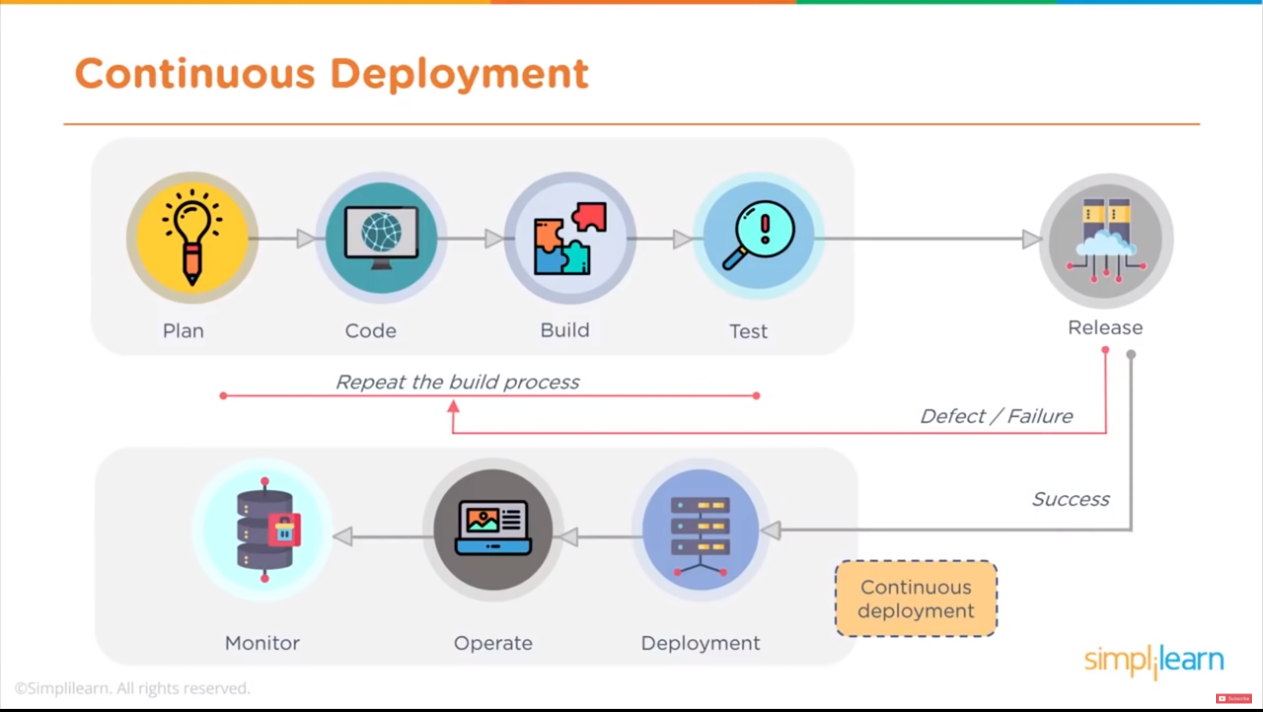 Continuous Deployment
Plan
Code
Build
Test
Release
Repeat the build process
Defect / Failure
Success
Continuous
deployment
Monitor
Operate
Deployment
simplilearn
©Simplilearn. All rights reserved.
Subscribe